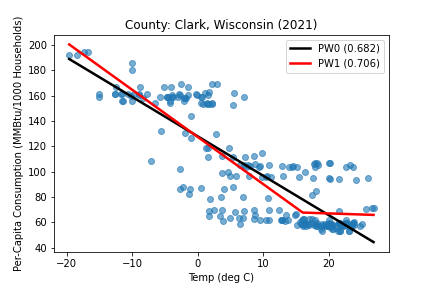 County: Clark, Wisconsin (2021)
Per-Capita Consumption (MMBtu/1000 Households)
200
180
160
140
120
100
80
60
40
PW0 (0.682)
PW1 (0.706)
−20 −10 0 10 20
Temp (deg C)